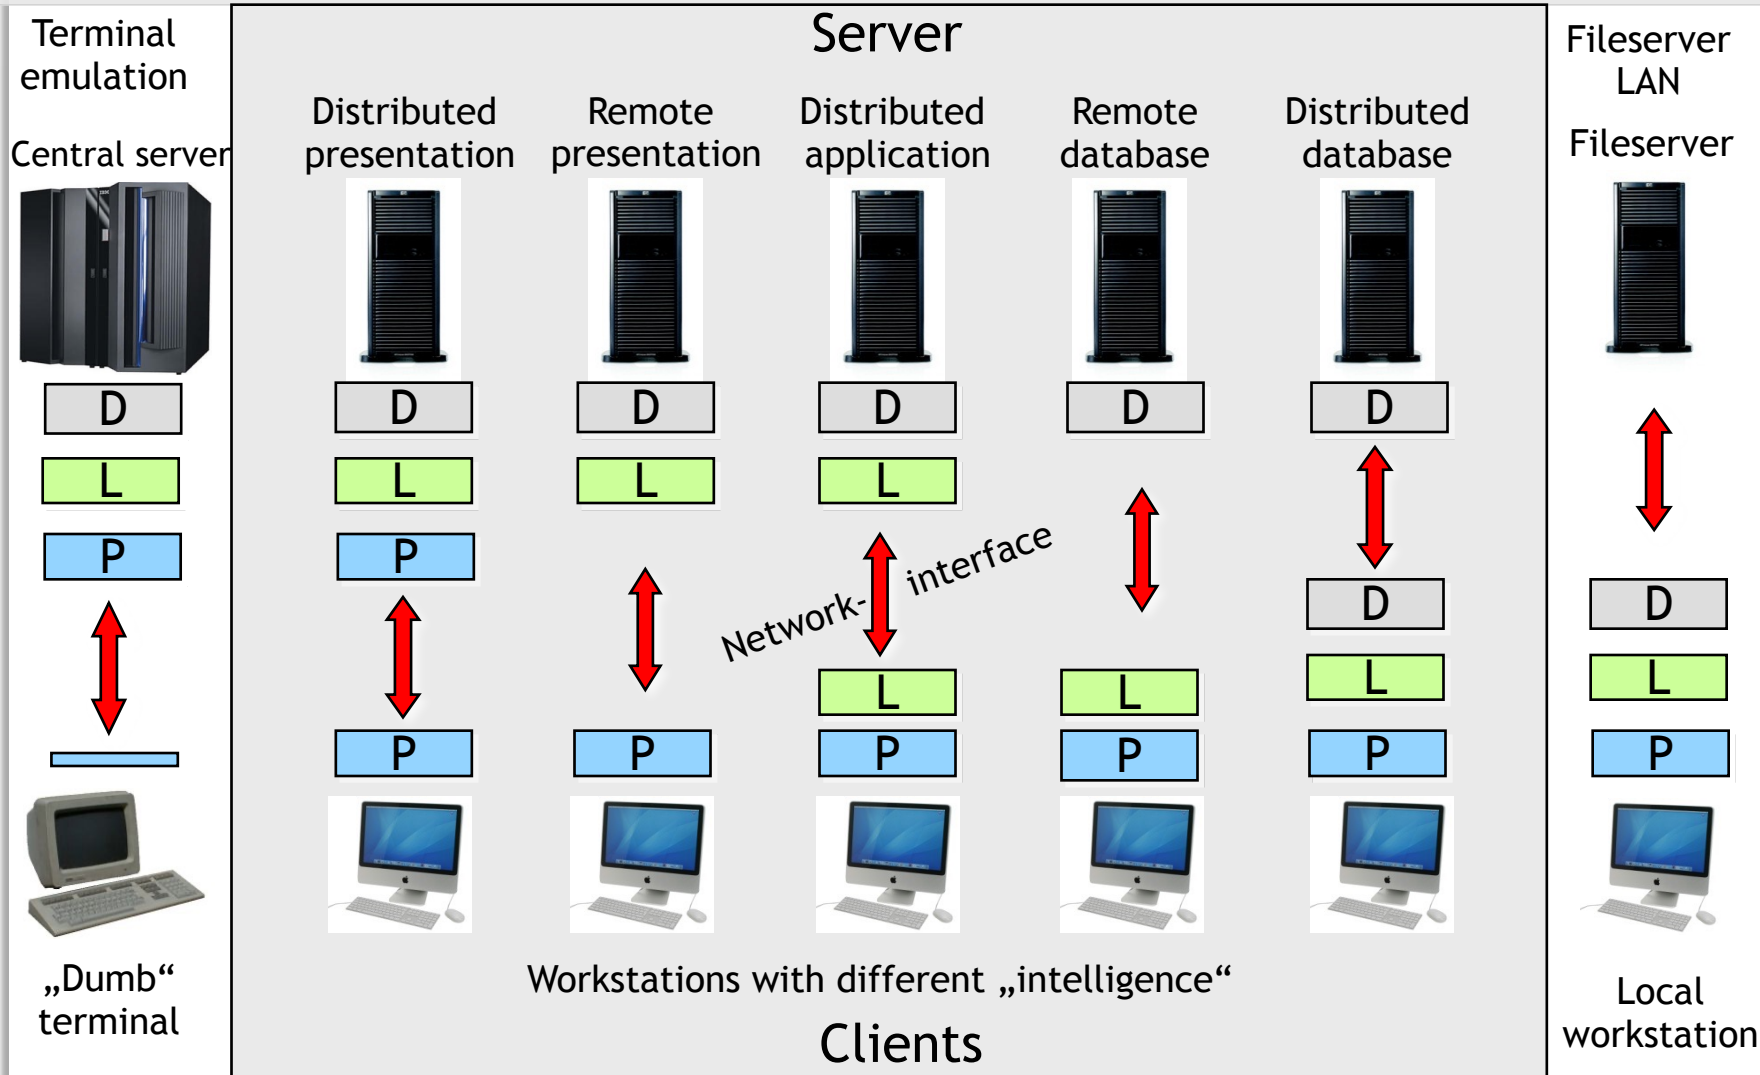 Terminal
emulation
Central server
D
L
P
„Dumb“
terminal
Server
Distributed
presentation
D
L
P
P
Remote
presentation
D
L
P
Distributed
application
D
L
Network-
interface
L
P
Remote
database
D
L
P
Distributed
database
D
D
L
P
Workstations with different „intelligence“
Clients
Fileserver
LAN
Fileserver
D
L
P
Local
workstation